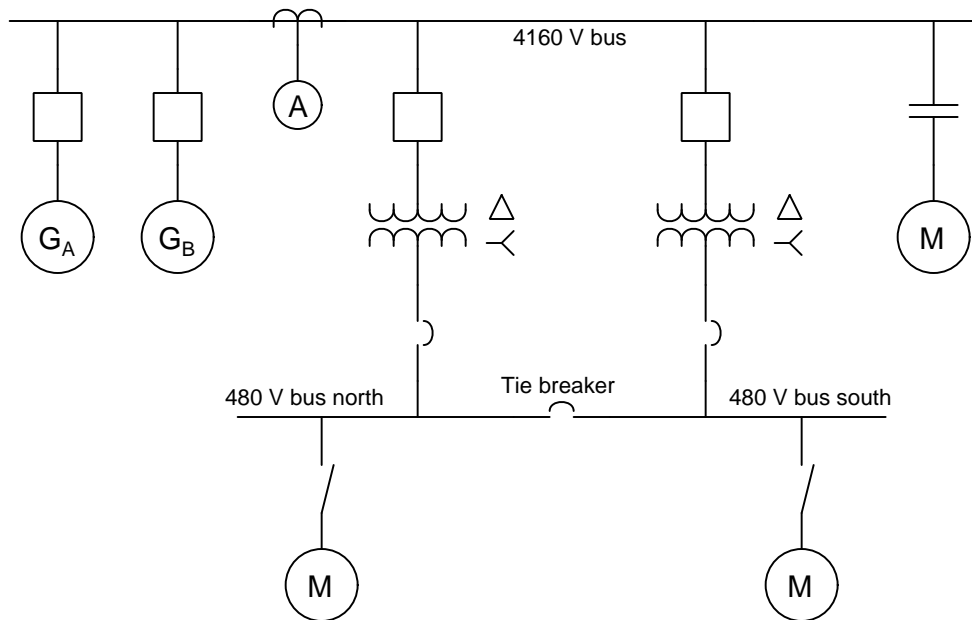 4160 V bus
A
G_A
G_B
M
480 V bus north
Tie breaker
480 V bus south
M
M